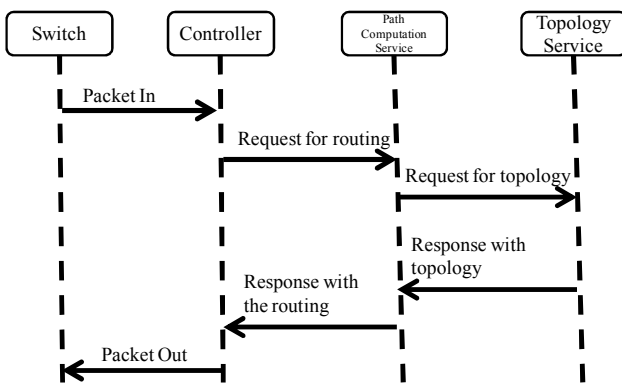 Switch
Controller
Path
Computation
Service
Topology
Service
Packet In
Request for routing
Request for topology
Response with
topology
Response with
the routing
Packet Out